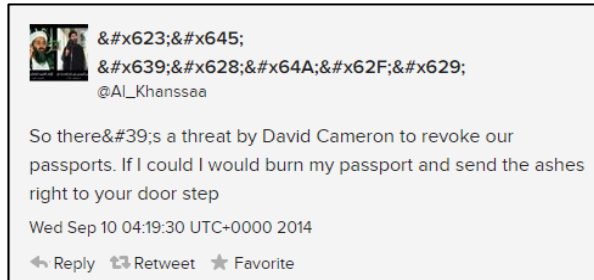 &#x623;&#x645;
&#x639;&#x628;&#x64A;&#x62F;&#x629;
@Al_Khanssaa
So there&#39;s a threat by David Cameron to revoke our
passports. If I could I would burn my passport and send the ashes
right to your door step
Wed Sep 10 04:19:30 UTC+0000 2014
Reply Retweet Favorite